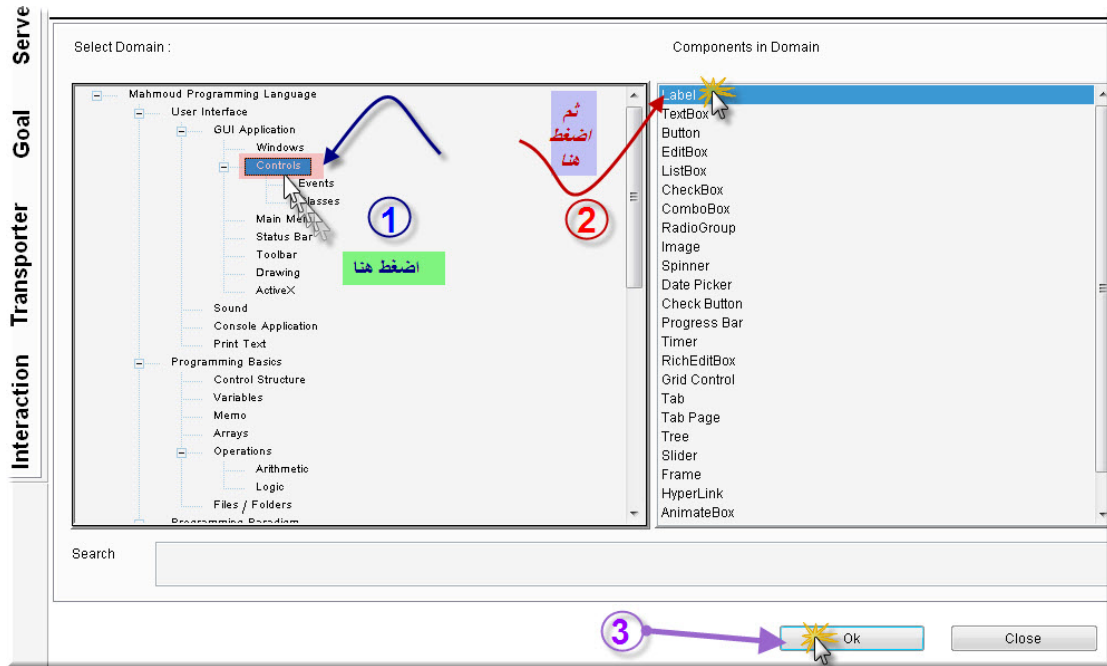 Serve
Goal
Transporter
Interaction
Select Domain :
Components in Domain
Mahmoud Programming Language
User Interface
GUI Application
Windows
Controls
Events
Classes
Main Menu
Status Bar
Toolbar
Drawing
ActiveX
Sound
Console Application
Print Text
Programming Basics
Control Structure
Variables
Memo
Arrays
Operations
Arithmetic
Logic
Files / Folders
Programming Paradigm
1
اضغط هنا
ثم
اضغط
هنا
2
Label
TextBox
Button
EditBox
ListBox
CheckBox
ComboBox
RadioGroup
Image
Spinner
Date Picker
Check Button
Progress Bar
Timer
RichEditBox
Grid Control
Tab
Tab Page
Tree
Slider
Frame
HyperLink
AnimateBox
Search
3
Ok
Close